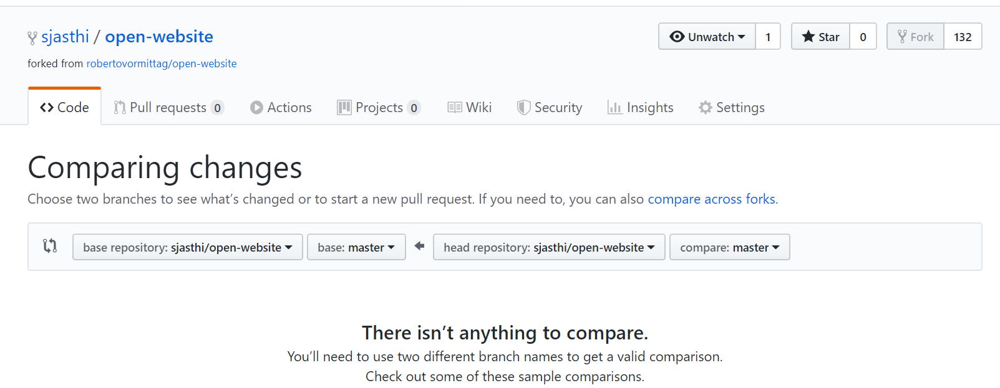 sjasthi / open-website
Unwatch 1 Star 0 Fork 132
forked from robertovormittag/open-website
Code Pull requests 0 Actions Projects 0 Wiki Security Insights Settings
Comparing changes
Choose two branches to see what’s changed or to start a new pull request. If you need to, you can also compare across forks.
base repository: sjasthi/open-website base: master head repository: sjasthi/open-website compare: master
There isn’t anything to compare.
You’ll need to use two different branch names to get a valid comparison.
Check out some of these sample comparisons.